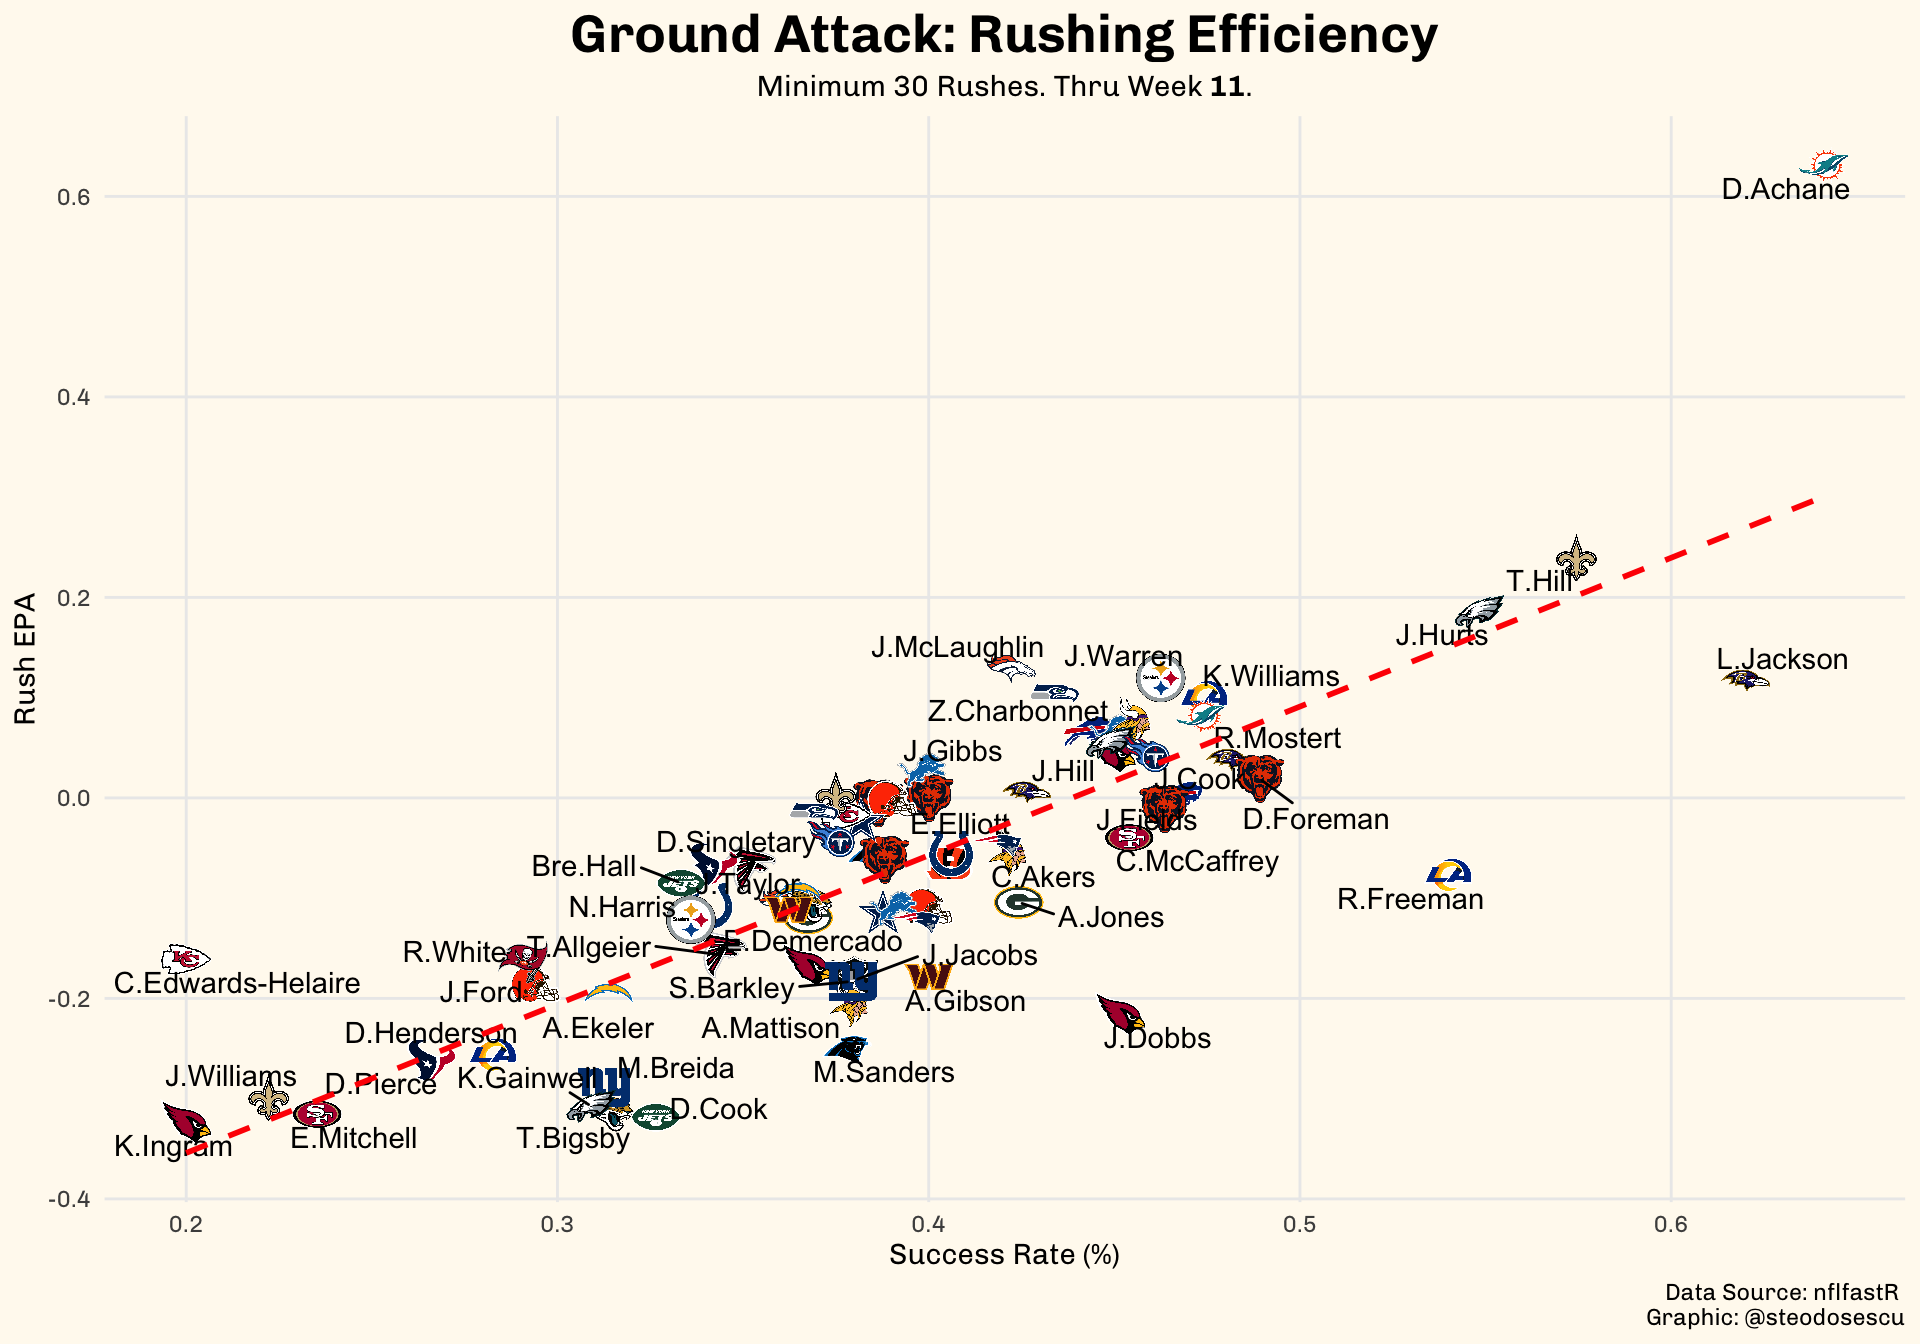 Ground Attack: Rushing Efficiency
Minimum 30 Rushes. Thru Week 11.
Rush EPA
0.6
0.4
0.2
0.0
-0.2
-0.4
D.Achane
T.Hill
J.Hurts
J.McLaughlin
J.Warren
L.Jackson
K.Williams
Z.Charbonnet
R.Mostert
J.Gibbs
J.Hill
J.Cook
J.Fields
D.Foreman
E.Elliott
D.Singletary
C.McCaffrey
Bre.Hall
C.Akers
J.Taylor
R.Freeman
N.Harris
A.Jones
E.Demercado
T.Allgeier
R.White
J.Jacobs
C.Edwards-Helaire
S.Barkley
J.Ford
A.Gibson
A.Ekeler
A.Mattison
D.Henderson
J.Dobbs
M.Breida
M.Sanders
J.Williams
D.Pierce
K.Gainwell
D.Cook
K.Ingram
E.Mitchell
T.Bigsby
0.2
0.3
0.4
0.5
0.6
Success Rate (%)
Data Source: nflfastR
Graphic: @steodosescu